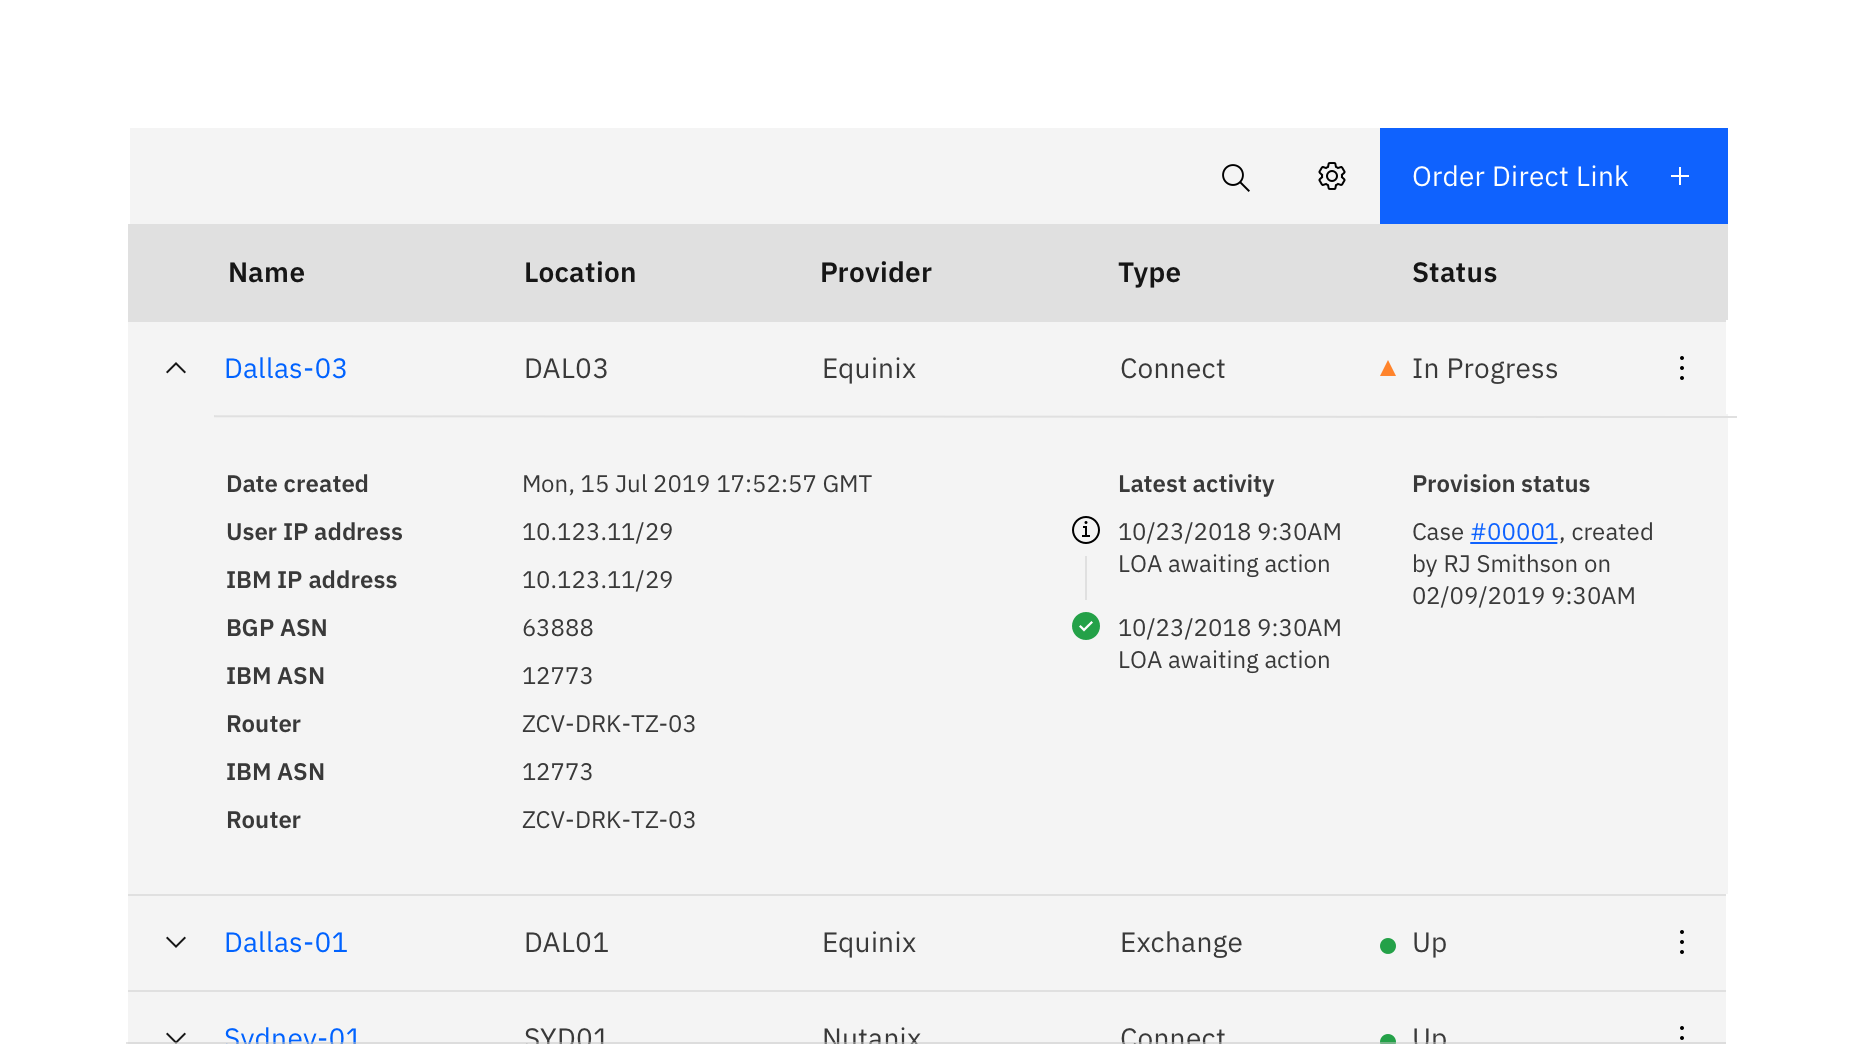 Order Direct Link +
Name Location Provider Type Status
Dallas-03 DAL03 Equinix Connect In Progress
Date created Mon, 15 Jul 2019 17:52:57 GMT
User IP address 10.123.11/29
IBM IP address 10.123.11/29
BGP ASN 63888
IBM ASN 12773
Router ZCV-DRK-TZ-03
IBM ASN 12773
Router ZCV-DRK-TZ-03
Latest activity
10/23/2018 9:30AM
LOA awaiting action
10/23/2018 9:30AM
LOA awaiting action
Provision status
Case #00001, created
by RJ Smithson on
02/09/2019 9:30AM
Dallas-01 DAL01 Equinix Exchange Up
Sydney-01 SYD01 Nutanix Connect Up